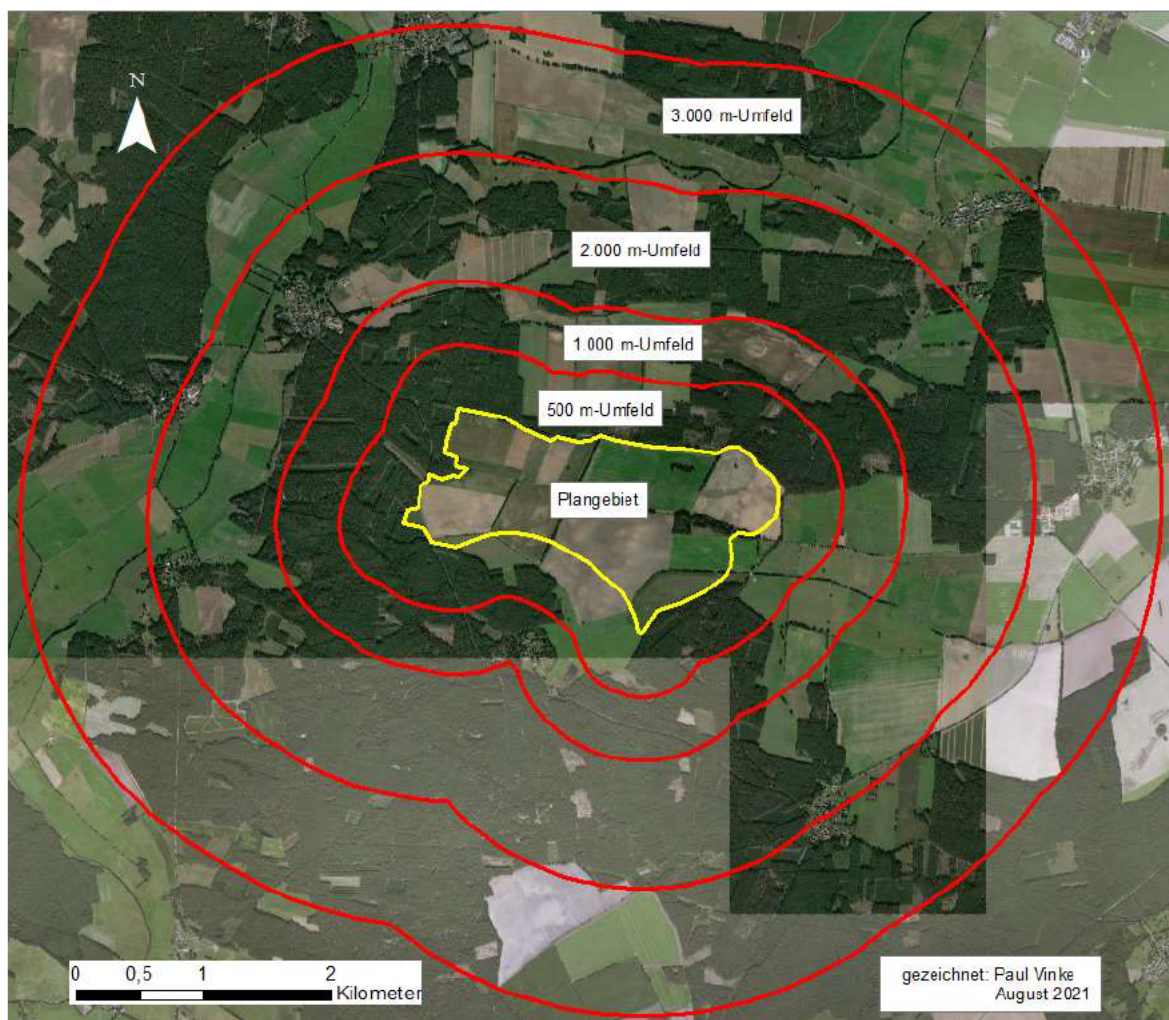 N
3.000 m-Umfeld
2.000 m-Umfeld
1.000 m-Umfeld
500 m-Umfeld
Plangebiet
0 0,5 1 2
Kilometer
gezeichnet: Paul Vinke
August 2021